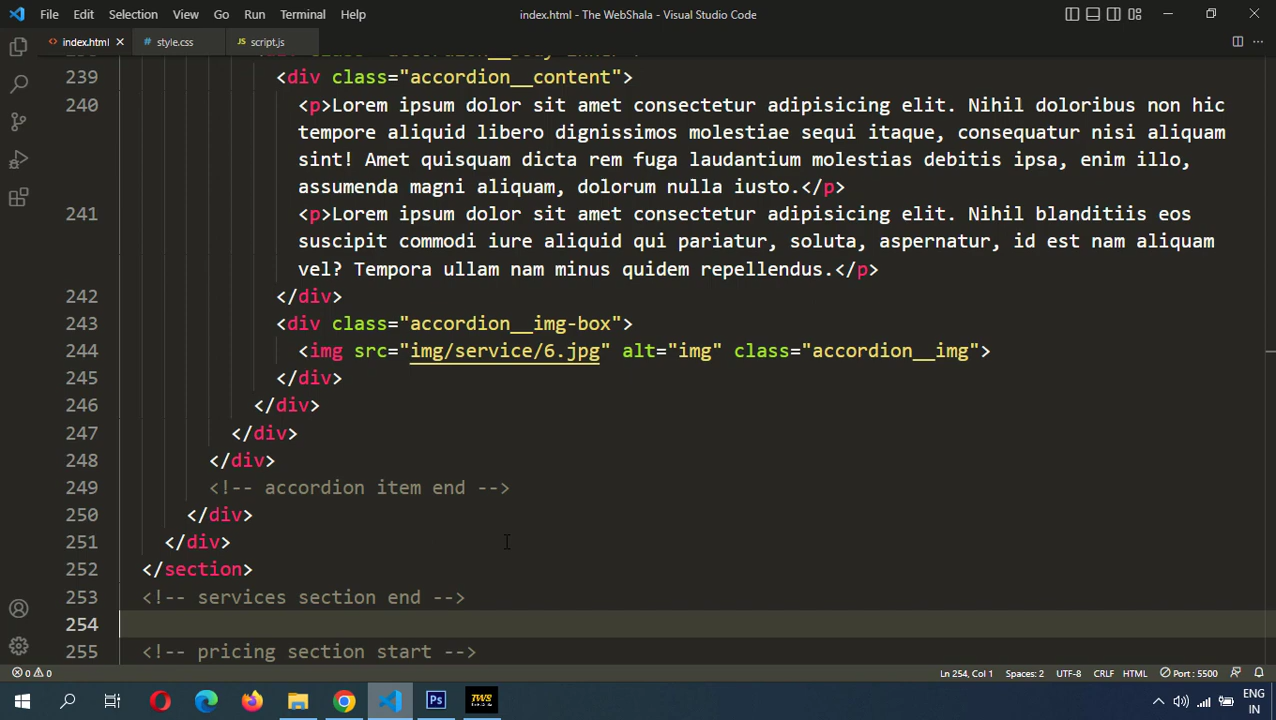 File Edit Selection View Go Run Terminal Help index.html - The WebShala - Visual Studio Code
index.html style.css script.js
239 <div class="accordion__content">
240 <p>Lorem ipsum dolor sit amet consectetur adipisicing elit. Nihil doloribus non hic
tempore aliquid libero dignissimos molestiae sequi itaque, consequatur nisi aliquam
sint! Amet quisquam dicta rem fuga laudantium molestias debitis ipsa, enim illo,
assumenda magni aliquam, dolorum nulla iusto.</p>
241 <p>Lorem ipsum dolor sit amet consectetur adipisicing elit. Nihil blanditiis eos
suscipit commodi iure aliquid qui pariatur, soluta, aspernatur, id est nam aliquam
vel? Tempora ullam nam minus quidem repellendus.</p>
242 </div>
243 <div class="accordion__img-box">
244 <img src="img/service/6.jpg" alt="img" class="accordion__img">
245 </div>
246 </div>
247 </div>
248 </div>
249 <!-- accordion item end -->
250 </div>
251 </div>
252 </section>
253 <!-- services section end -->
254
255 <!-- pricing section start -->
0 0 Ln 254, Col 1 Spaces: 2 UTF-8 CRLF HTML Port : 5500
Ps TWS ENG
IN